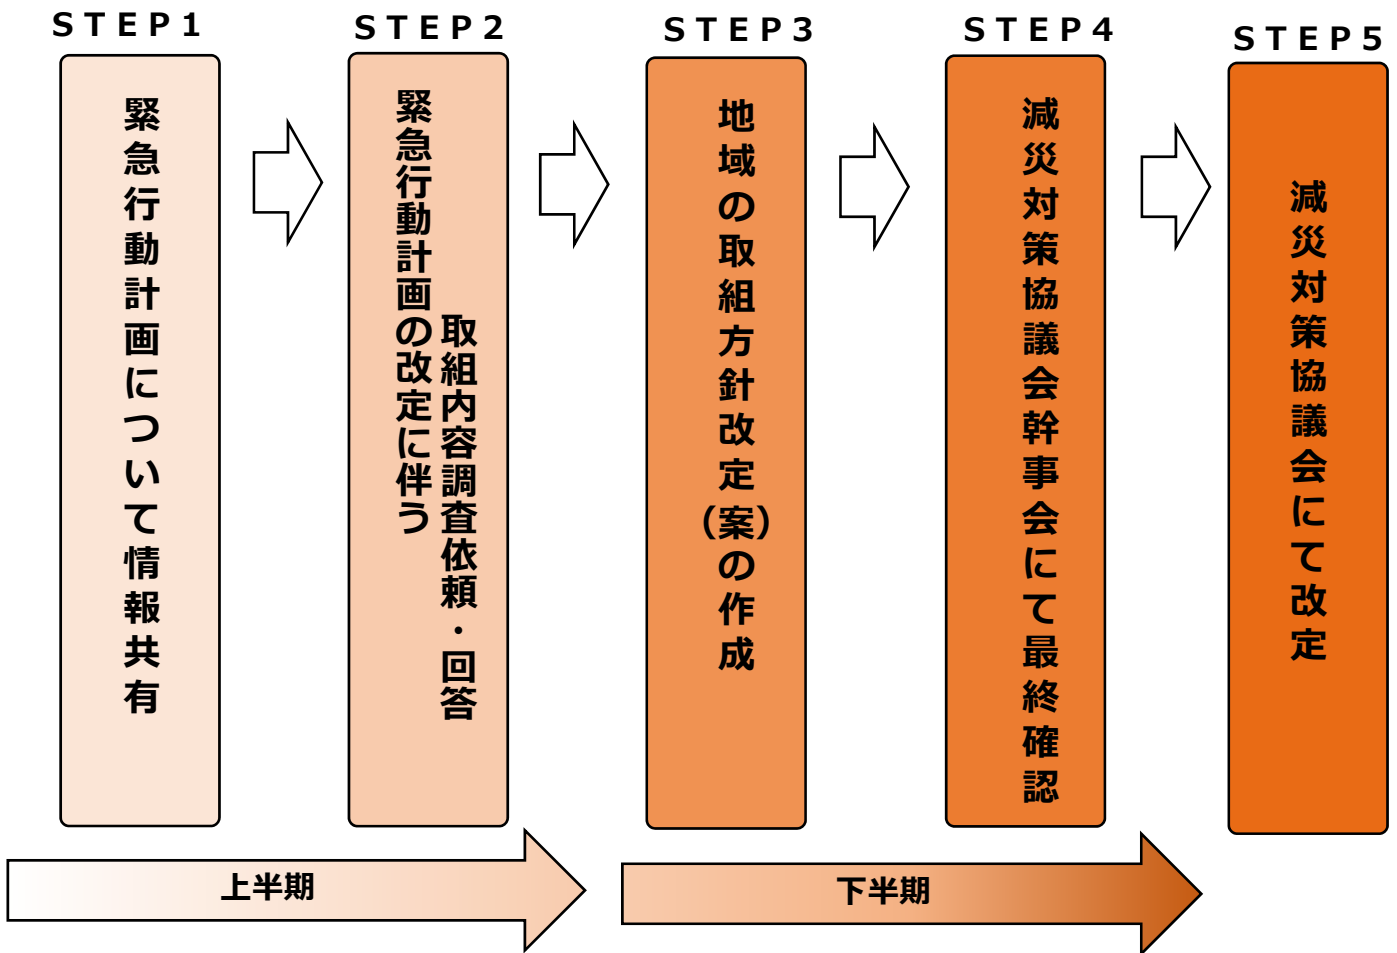 ＳＴＥＰ１
緊急行動計画について情報共有
ＳＴＥＰ２
緊急行動計画の改定に伴う
取組内容調査依頼・回答
ＳＴＥＰ３
地域の取組方針改定（案）の作成
ＳＴＥＰ４
減災対策協議会幹事会にて最終確認
ＳＴＥＰ５
減災対策協議会にて改定
上半期
下半期